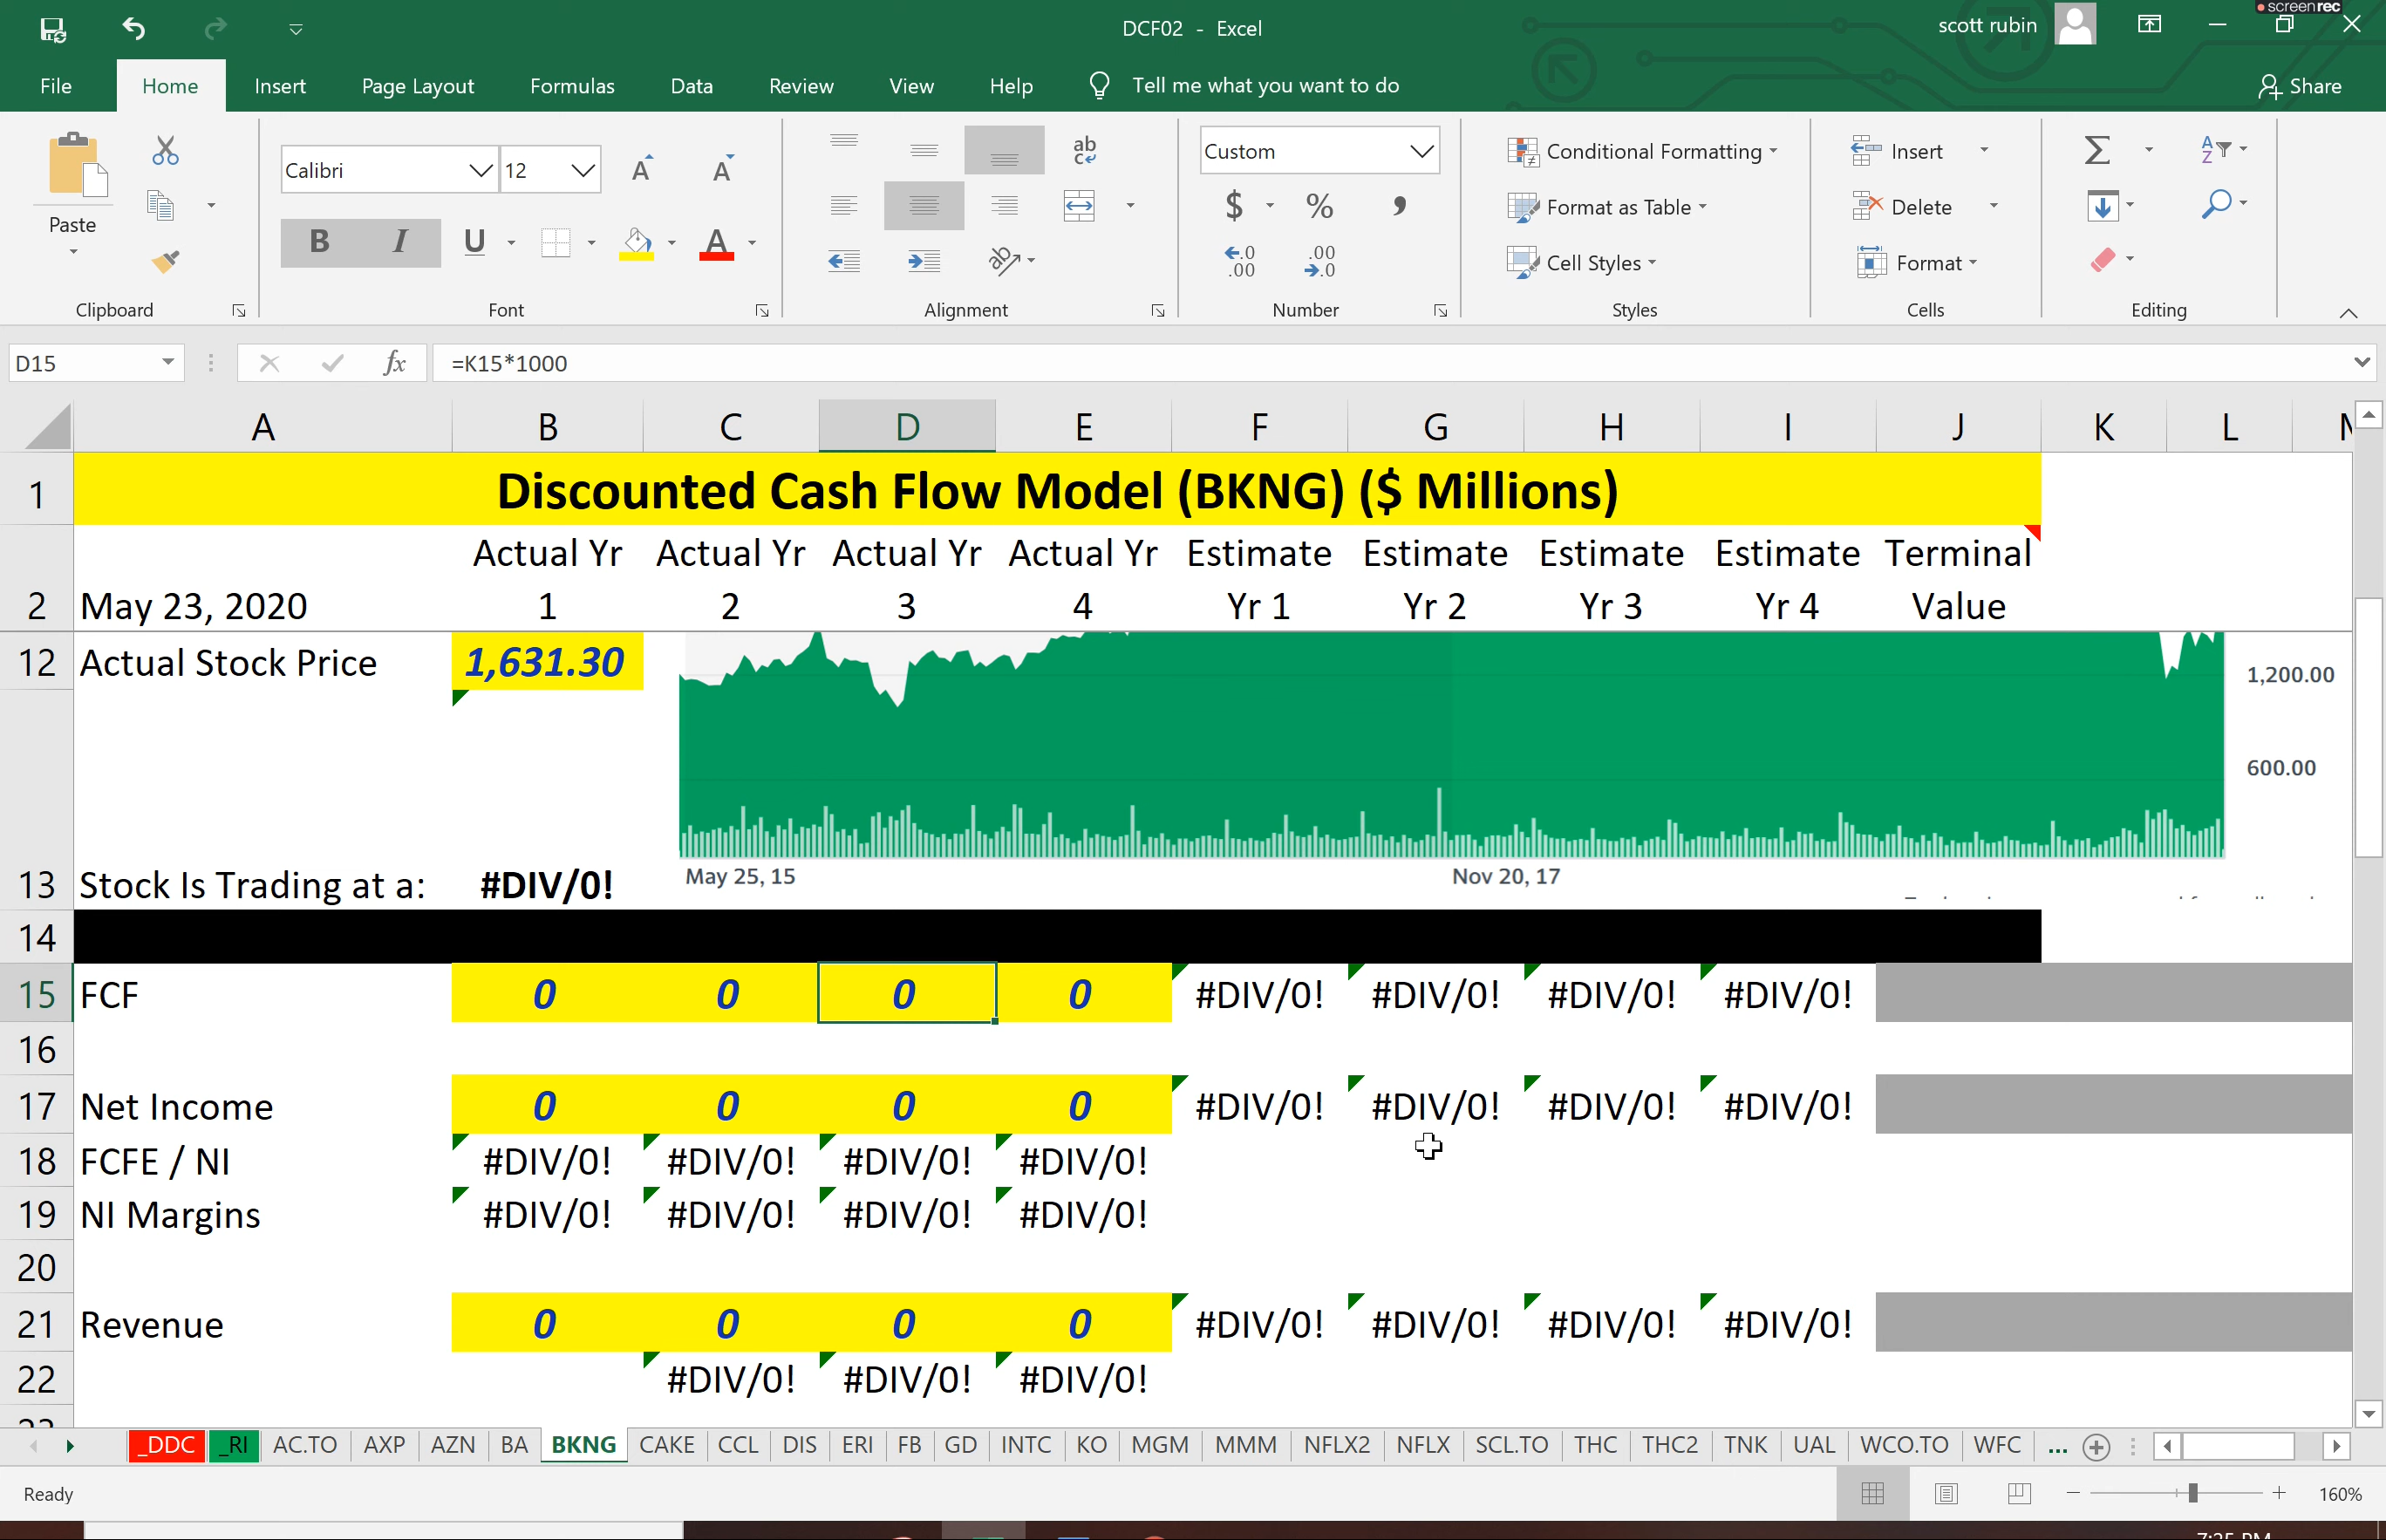 screenrec
DCF02 - Excel
scott rubin
File Home Insert Page Layout Formulas Data Review View Help Tell me what you want to do Share
Paste
Calibri 12
B I U A
Custom
$ % ,
Conditional Formatting
Format as Table
Cell Styles
Insert
Delete
Format
Clipboard Font Alignment Number Styles Cells Editing
D15 fx =K15*1000
A B C D E F G H I J K L
1 Discounted Cash Flow Model (BKNG) ($ Millions)
Actual Yr Actual Yr Actual Yr Actual Yr Estimate Estimate Estimate Estimate Terminal
2 May 23, 2020 1 2 3 4 Yr 1 Yr 2 Yr 3 Yr 4 Value
12 Actual Stock Price 1,631.30 1,200.00
600.00
May 25, 15 Nov 20, 17
13 Stock Is Trading at a: #DIV/0!
14
15 FCF 0 0 0 0 #DIV/0! #DIV/0! #DIV/0! #DIV/0!
16
17 Net Income 0 0 0 0 #DIV/0! #DIV/0! #DIV/0! #DIV/0!
18 FCFE / NI #DIV/0! #DIV/0! #DIV/0! #DIV/0!
19 NI Margins #DIV/0! #DIV/0! #DIV/0! #DIV/0!
20
21 Revenue 0 0 0 0 #DIV/0! #DIV/0! #DIV/0! #DIV/0!
22 #DIV/0! #DIV/0! #DIV/0!
_DDC _RI AC.TO AXP AZN BA BKNG CAKE CCL DIS ERI FB GD INTC KO MGM MMM NFLX2 NFLX SCL.TO THC THC2 TNK UAL WCO.TO WFC ...
Ready 160%